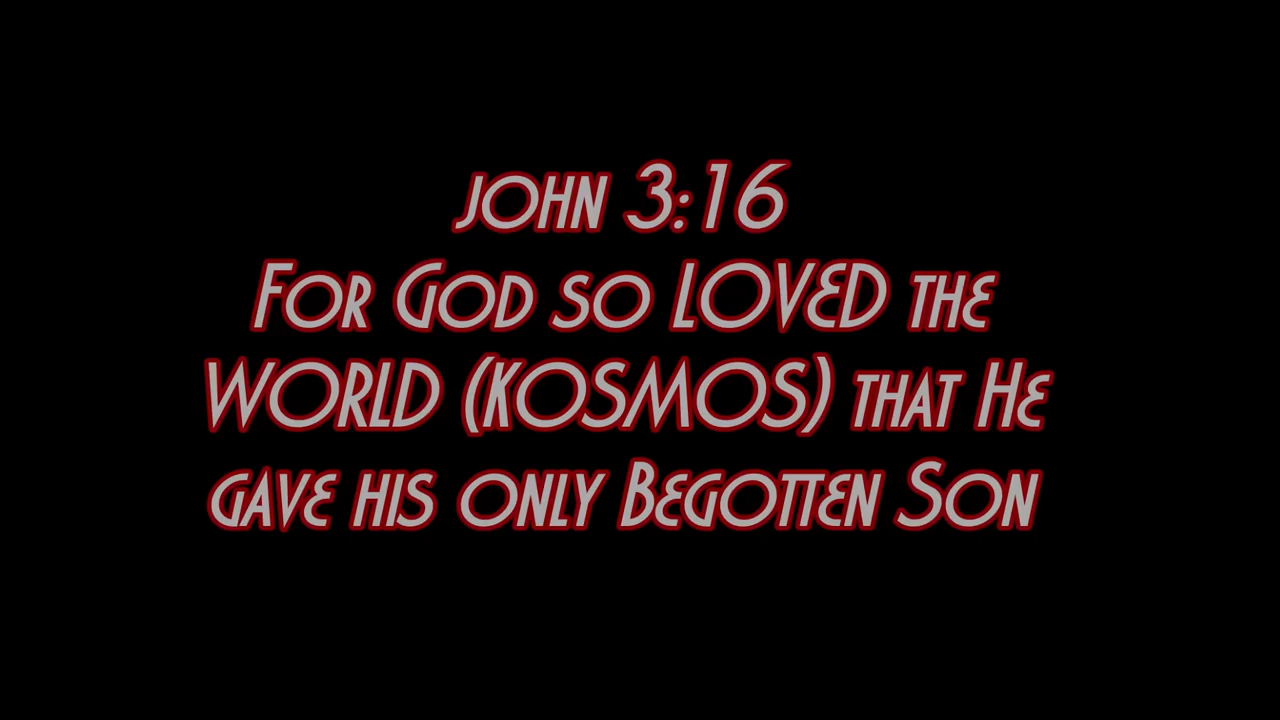 JOHN 3:16
FOR GOD SO LOVED THE
WORLD (KOSMOS) THAT HE
GAVE HIS ONLY BEGOTTEN SON